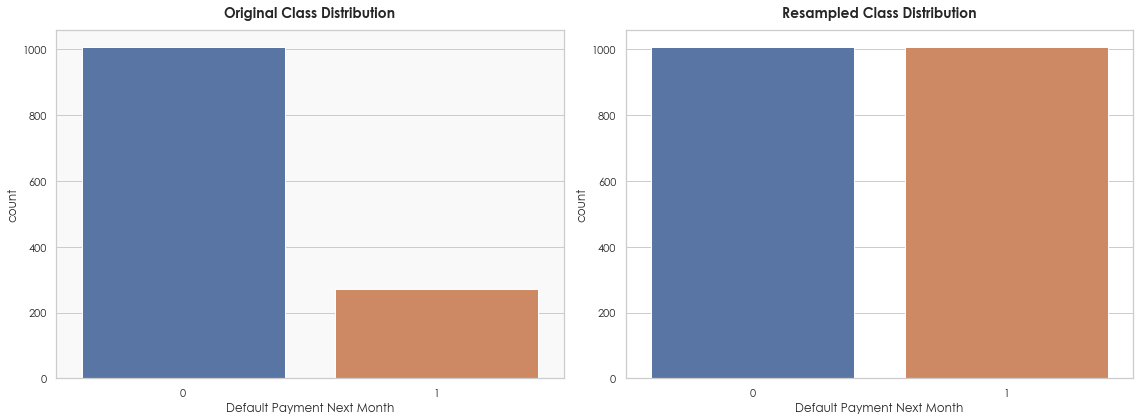 Original Class Distribution
1000
800
600
400
200
0
count
0 1
Default Payment Next Month
Resampled Class Distribution
1000
800
600
400
200
0
count
0 1
Default Payment Next Month